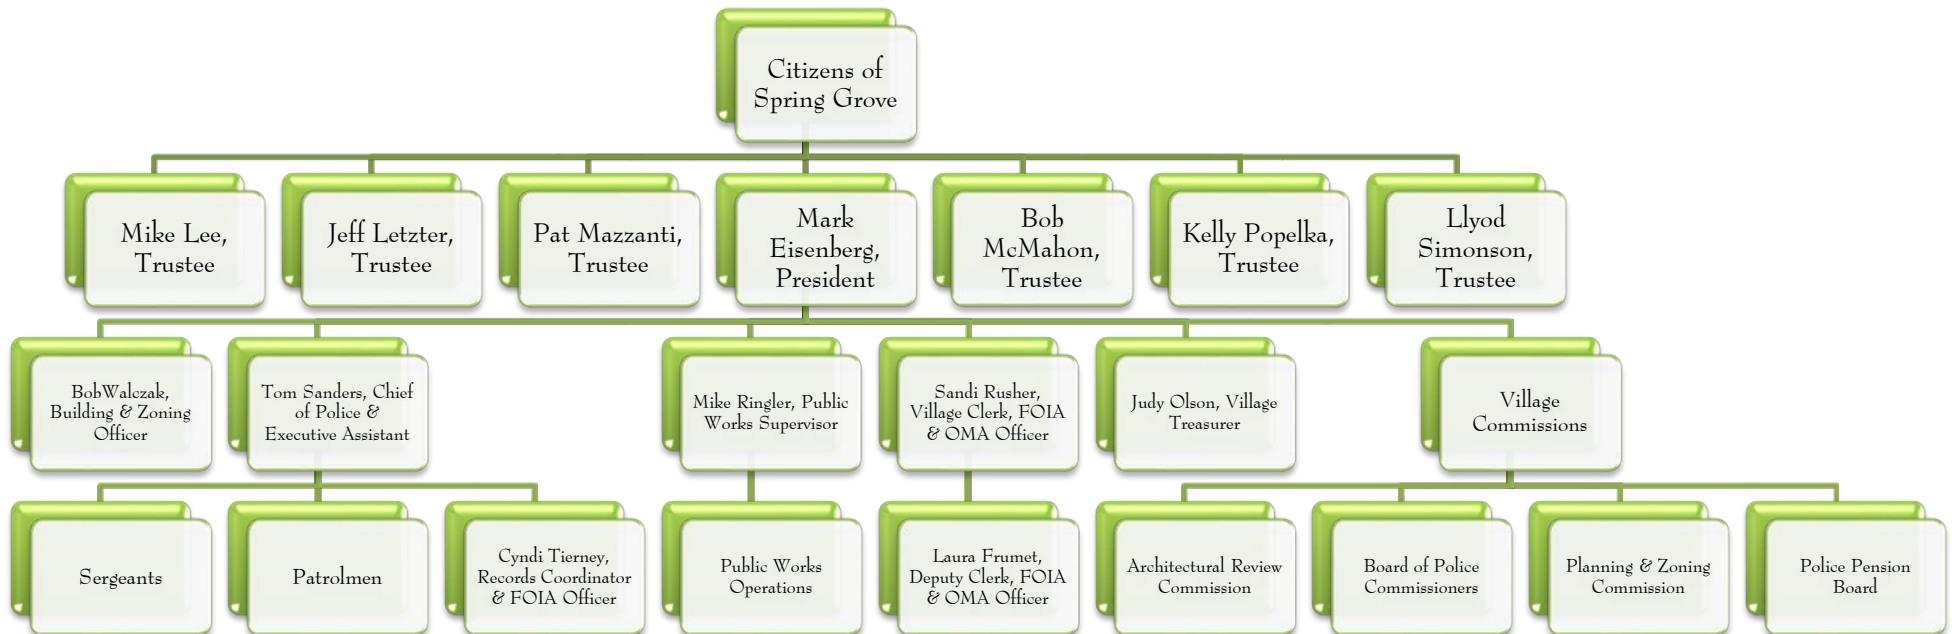 Citizens of
Spring Grove
Mike Lee,
Trustee
Jeff Letzter,
Trustee
Pat Mazzanti,
Trustee
Mark
Eisenberg,
President
Bob
McMahon,
Trustee
Kelly Popelka,
Trustee
Llyod
Simonson,
Trustee
BobWalczak,
Building & Zoning
Officer
Tom Sanders, Chief
of Police &
Executive Assistant
Mike Ringler, Public
Works Supervisor
Sandi Rusher,
Village Clerk, FOIA
& OMA Officer
Judy Olson, Village
Treasurer
Village
Commissions
Sergeants
Patrolmen
Cyndi Tierney,
Records Coordinator
& FOIA Officer
Public Works
Operations
Laura Frumet,
Deputy Clerk, FOIA
& OMA Officer
Architectural Review
Commission
Board of Police
Commissioners
Planning & Zoning
Commission
Police Pension
Board